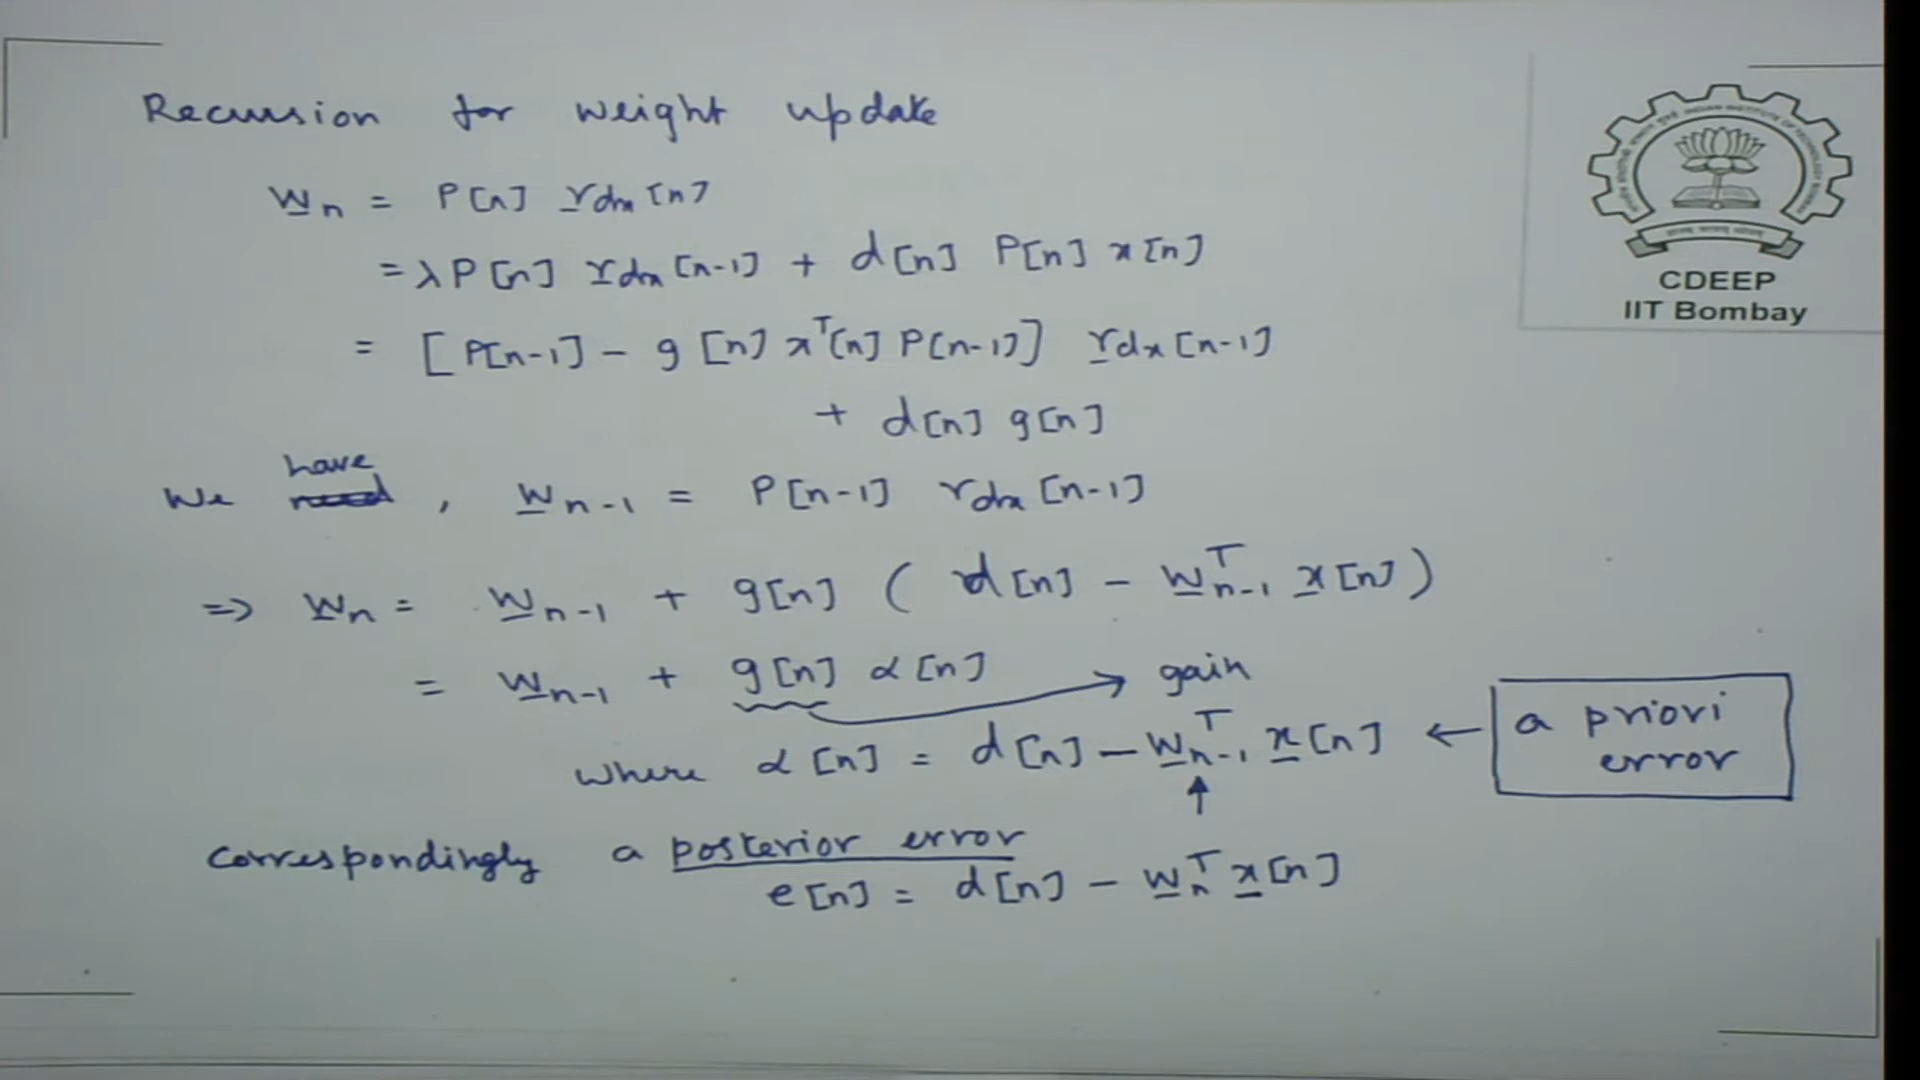 Recursion for weight update
w_n = P[n] r_dx[n]
= λ P[n] r_dx[n-1] + d[n] P[n] x[n]
= [P[n-1] - g[n] x^T[n] P[n-1]] r_dx[n-1]
+ d[n] g[n]
have
We need, w_n-1 = P[n-1] r_dx[n-1]
⇒ w_n = w_n-1 + g[n] (d[n] - w^T_n-1 x[n])
= w_n-1 + g[n] α[n] → gain
where α[n] = d[n] - w^T_n-1 x[n] ← a priori
error
↑
correspondingly a posterior error
e[n] = d[n] - w_n^T x[n]
CDEEP
IIT Bombay